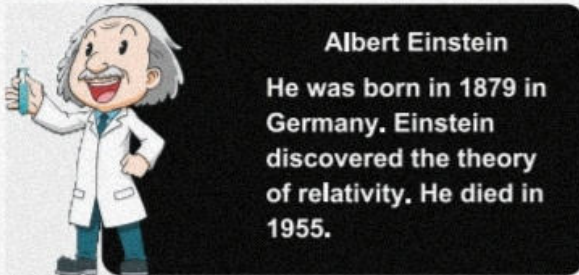 Albert Einstein
He was born in 1879 in
Germany. Einstein
discovered the theory
of relativity. He died in
1955.